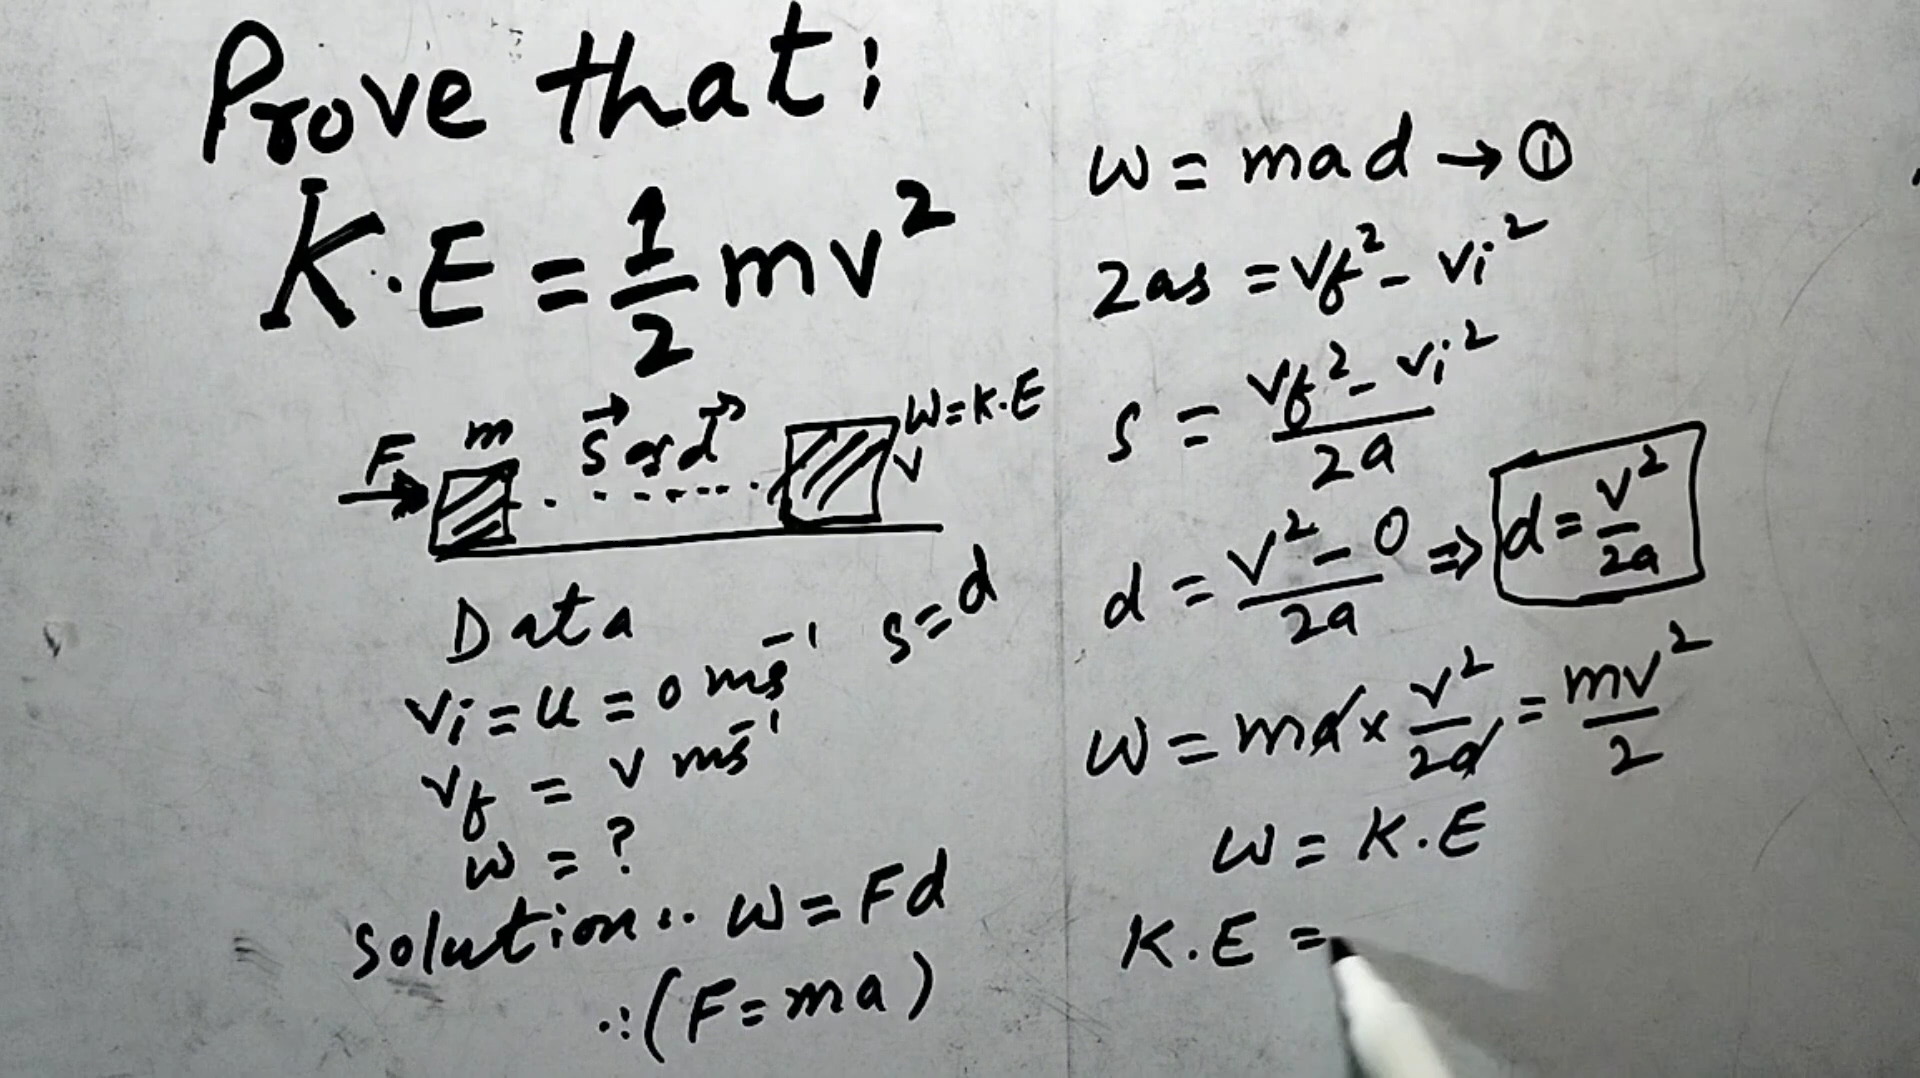 Prove that:
K.E = 1/2 mv²
F m S⃗ or d⃗ W=K.E
v
Data
s=d
vi = u = 0 ms⁻¹
vf = v ms⁻¹
w = ?
Solution:. W = Fd
∴ (F=ma)
W = mad → ①
2as = vf² - vi²
S = vf² - vi² / 2a
d = v² - 0 / 2a ⇒ d = v²/2a
W = ma × v²/2a = mv²/2
W = K.E
K.E =